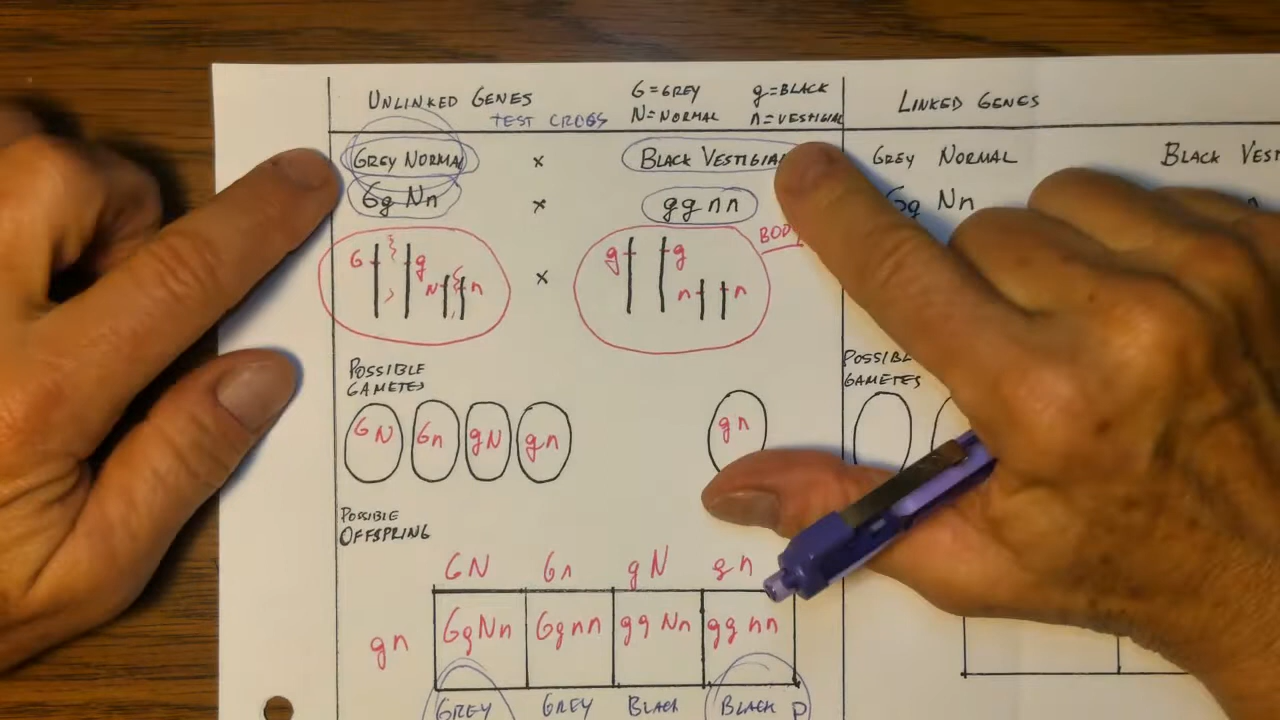 UNLINKED GENES
TEST CROSS
G=GREY g=BLACK
N=NORMAL n=VESTIGIAL
LINKED GENES
GREY NORMAL x BLACK VESTIGIAL
Gg Nn x gg nn
GREY NORMAL BLACK
Gg Nn
G g N n x g g n n
BODY
POSSIBLE
GAMETES
GN Gn gN gn gn
POSSIBLE
GAMETES
POSSIBLE
OFFSPRING
GN Gn gN gn
gn GgNn Ggnn ggNn ggnn
GREY GREY BLACK BLACK P